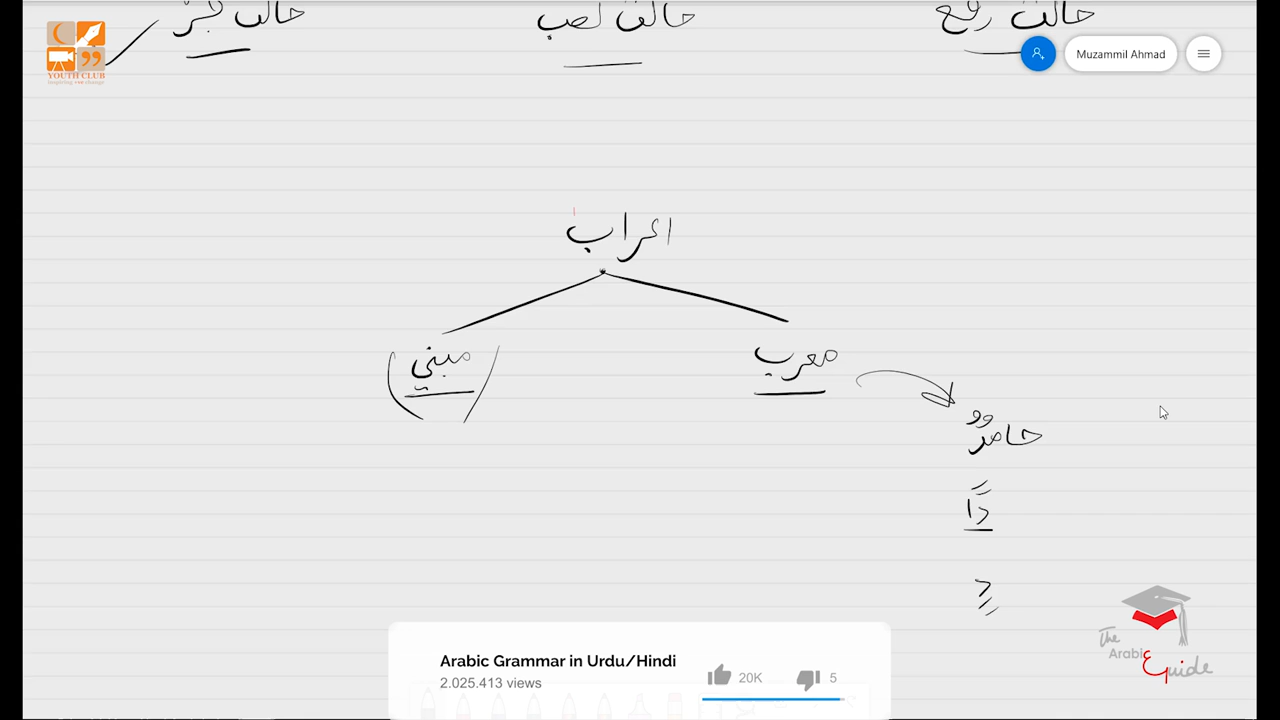 حالت رفع حالت نصب حالت جر
YOUTH CLUB
Muzammil Ahmad
اعراب
معرب مبني
حامدٌ
دًا
دٍ
The
Arabic
Guide
Arabic Grammar in Urdu/Hindi
2.025.413 views
20K 5